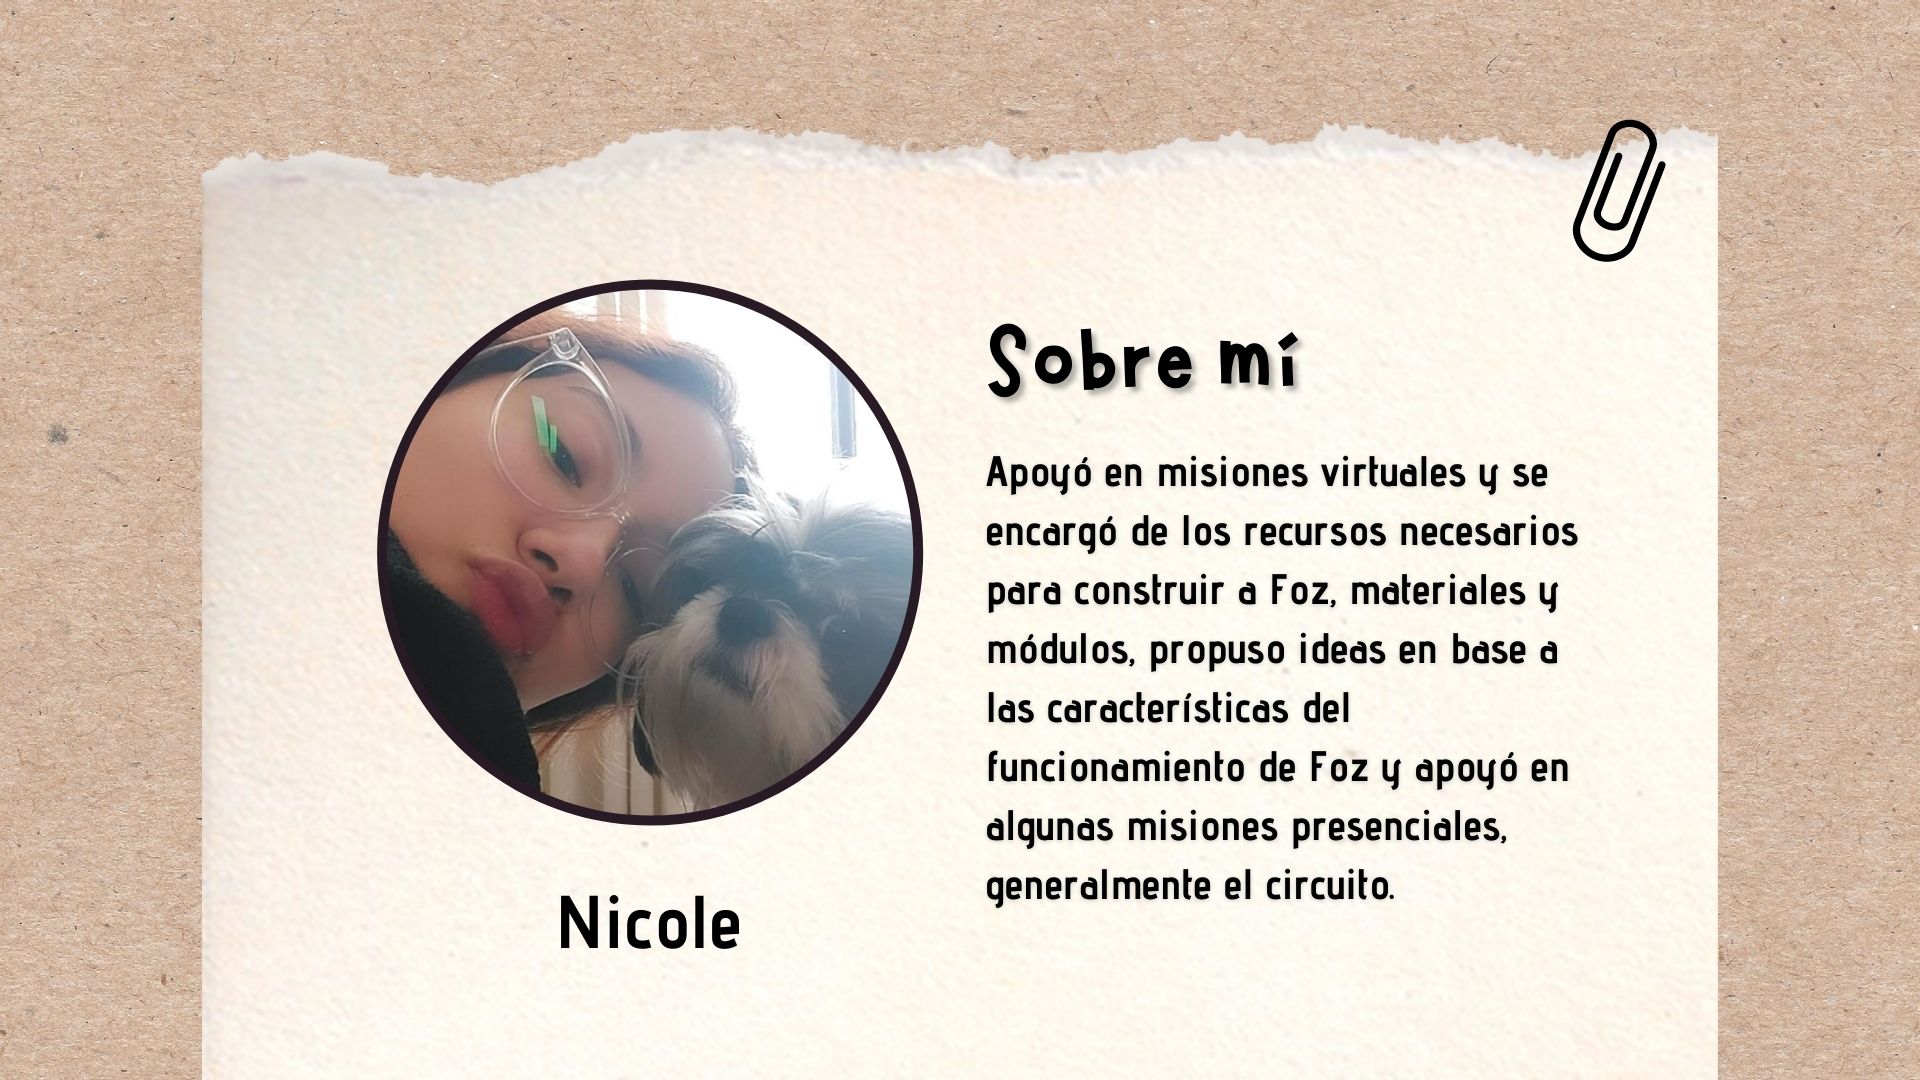 Sobre mí
Apoyó en misiones virtuales y se
encargó de los recursos necesarios
para construir a Foz, materiales y
módulos, propuso ideas en base a
las características del
funcionamiento de Foz y apoyó en
algunas misiones presenciales,
generalmente el circuito.
Nicole